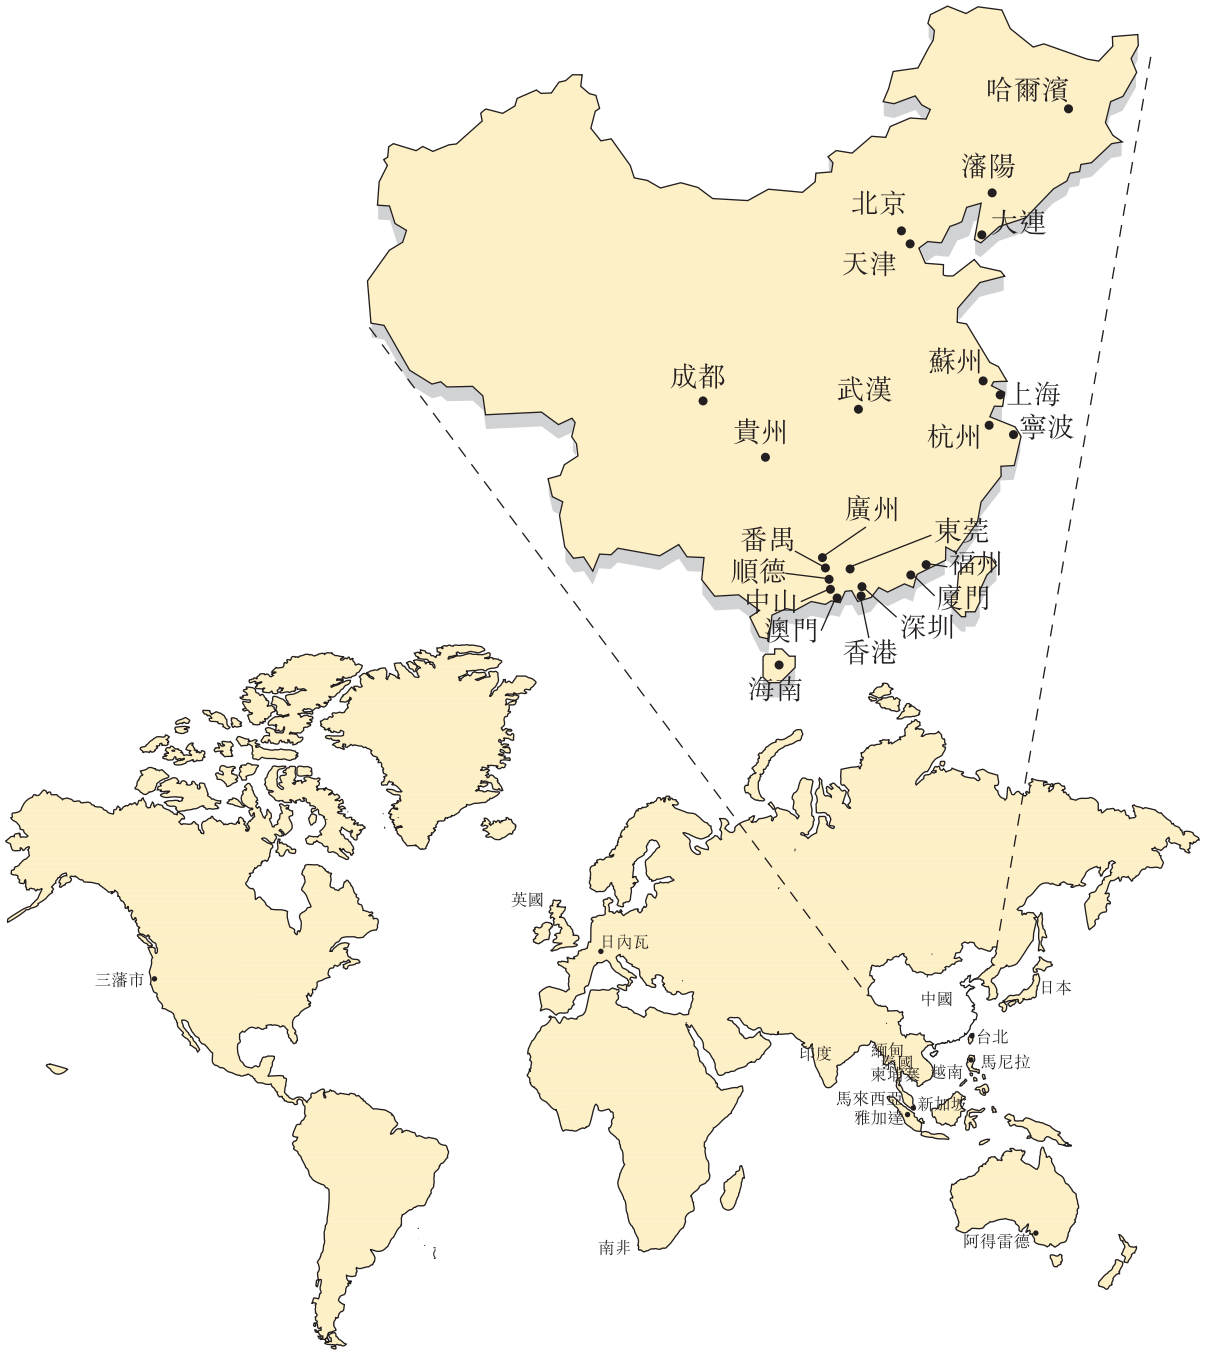 哈爾濱
瀋陽
北京
大連
天津
蘇州
成都
武漢
上海
貴州
杭州
寧波
廣州
番禺
東莞
順德
福州
中山
廈門
澳門
深圳
香港
海南
英國
日內瓦
三藩市
中國
日本
台北
印度
緬甸
泰國
馬尼拉
越南
柬埔寨
馬來西亞
新加坡
雅加達
南非
阿得雷德